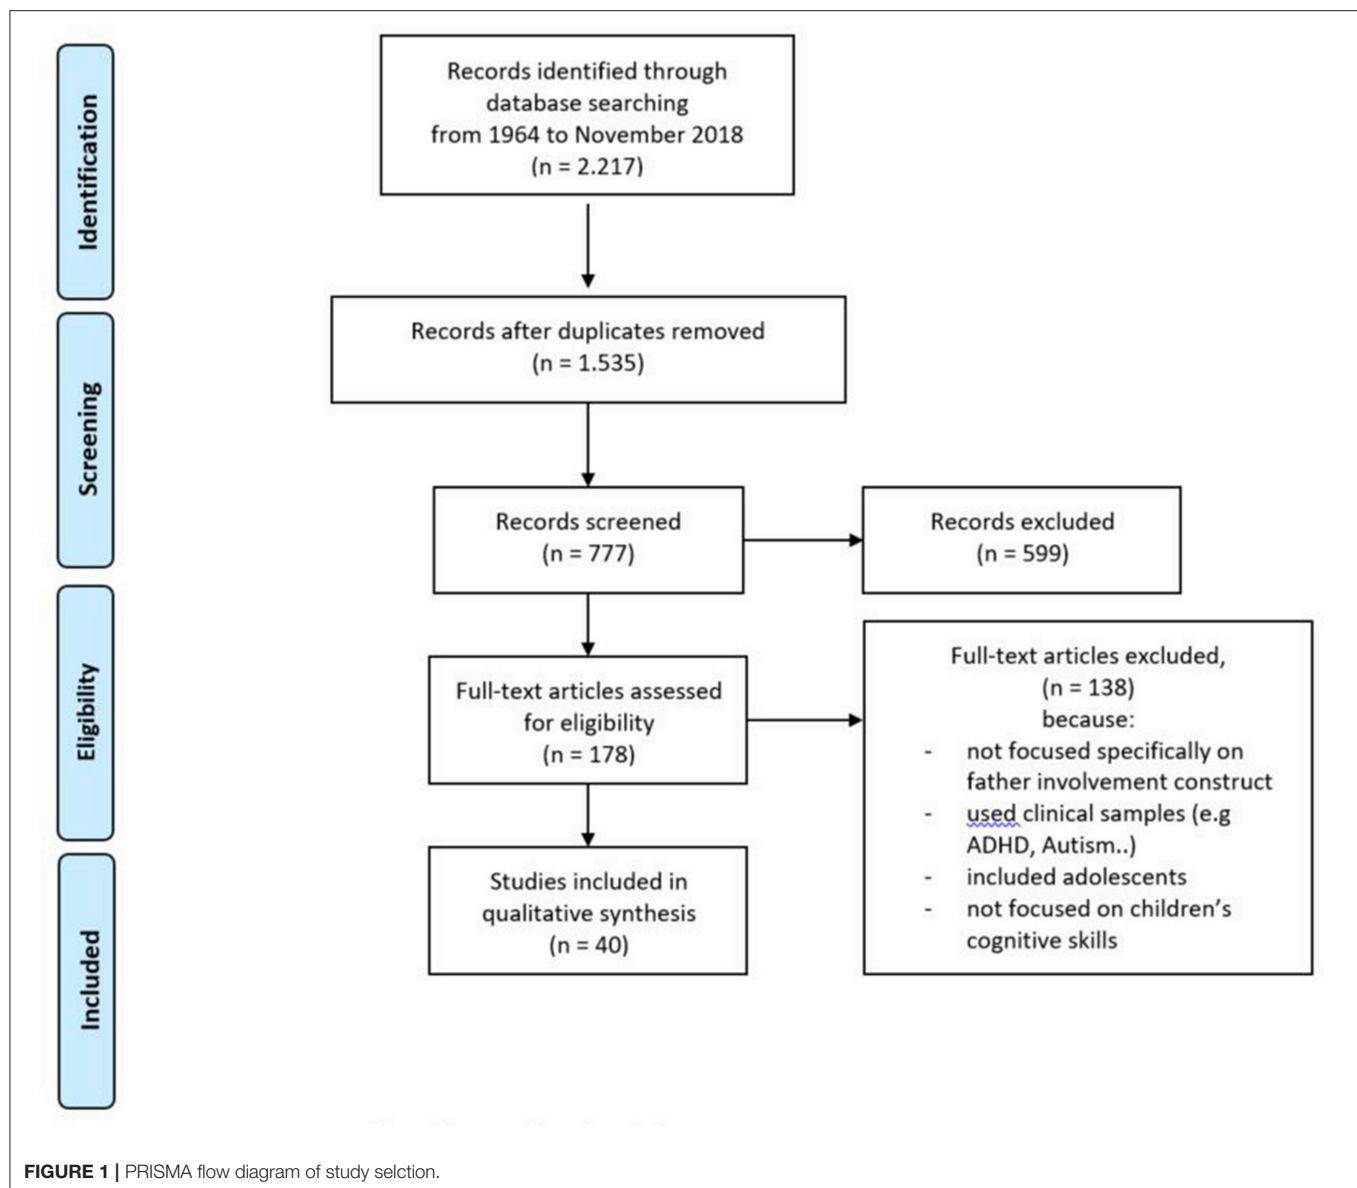 Identification
Records identified through
database searching
from 1964 to November 2018
(n = 2.217)
Records after duplicates removed
(n = 1.535)
Screening
Records screened
(n = 777)
Records excluded
(n = 599)
Eligibility
Full-text articles assessed
for eligibility
(n = 178)
Full-text articles excluded,
(n = 138)
because:
- not focused specifically on
father involvement construct
- used clinical samples (e.g
ADHD, Autism..)
- included adolescents
- not focused on children's
cognitive skills
Included
Studies included in
qualitative synthesis
(n = 40)
FIGURE 1 | PRISMA flow diagram of study selction.